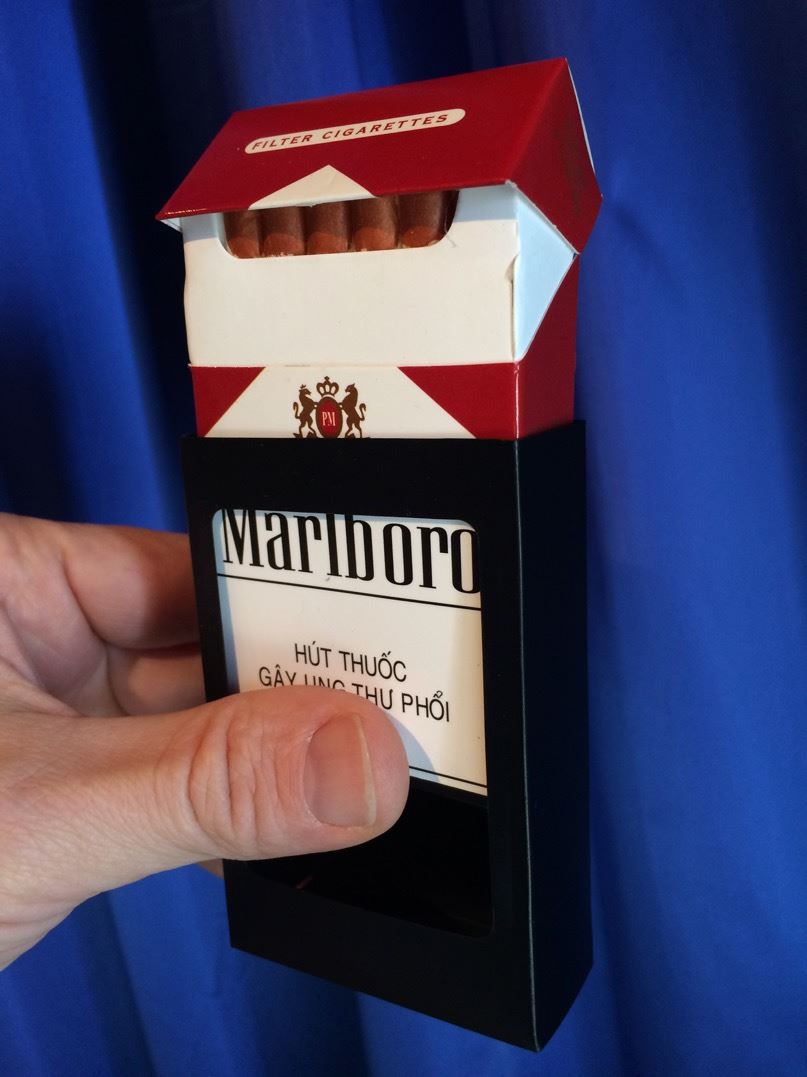 FILTER CIGARETTES
PM
Marlboro
HÚT THUỐC
GÂY UNG THƯ PHỔI